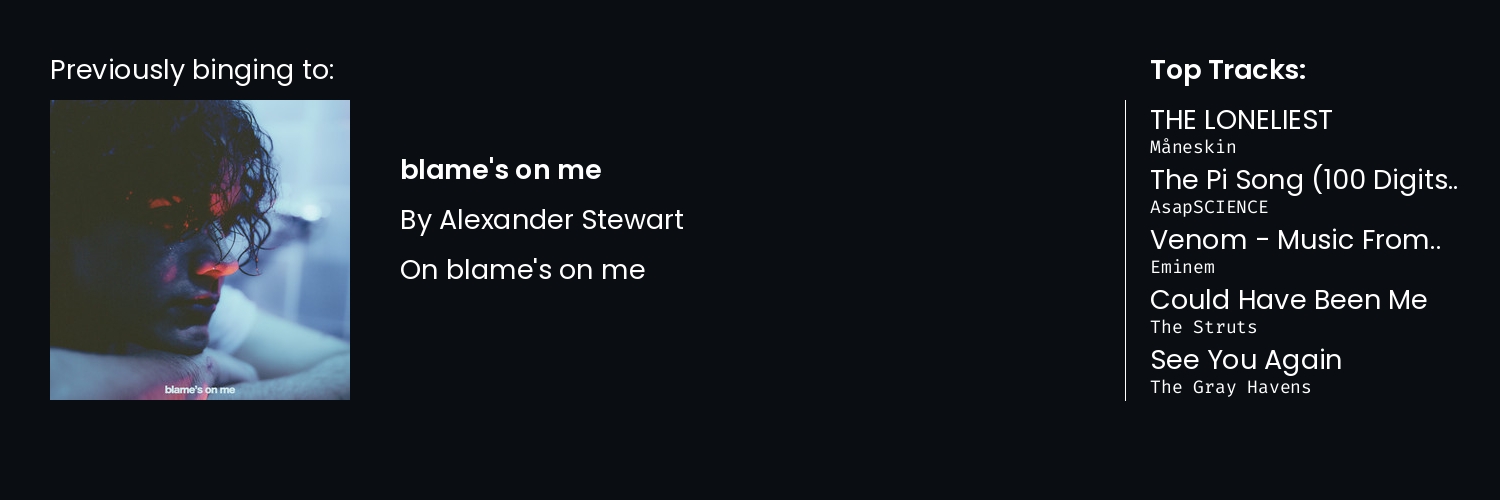 Previously binging to:
blame's on me
blame's on me
By Alexander Stewart
On blame's on me
Top Tracks:
THE LONELIEST
Måneskin
The Pi Song (100 Digits..
AsapSCIENCE
Venom - Music From..
Eminem
Could Have Been Me
The Struts
See You Again
The Gray Havens